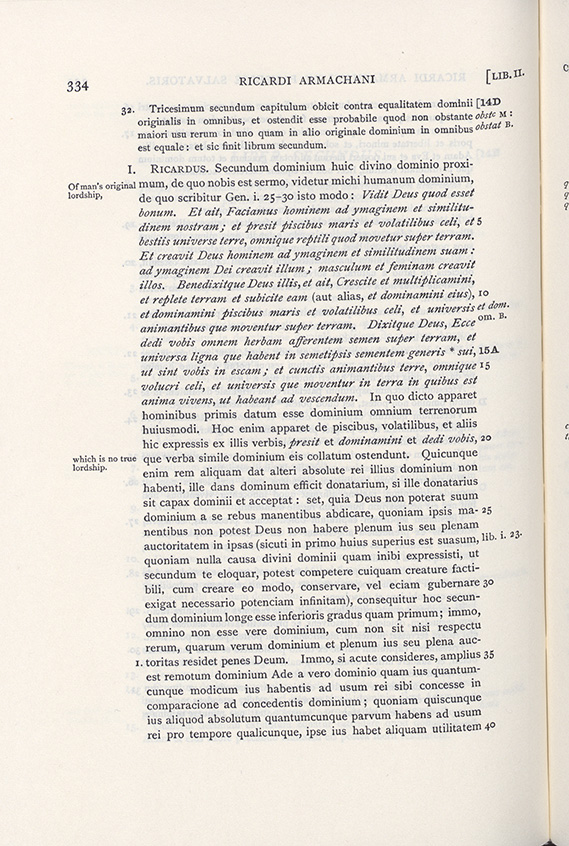 334 RICARDI ARMACHANI [LIB. II.
32. Tricesimum secundum capitulum obicit contra equalitatem dominii [14D
originalis in omnibus, et ostendit esse probabile quod non obstante obstc M :
maiori usu rerum in uno quam in alio originale dominium in omnibus obstat B.
est equale : et sic finit librum secundum.
I. RICARDUS. Secundum dominium huic divino dominio proxi-
Of man's original mum, de quo nobis est sermo, videtur michi humanum dominium,
lordship, de quo scribitur Gen. i. 25-30 isto modo : Vidit Deus quod esset
bonum. Et ait, Faciamus hominem ad ymaginem et similitu-
dinem nostram ; et presit piscibus maris et volatilibus celi, et 5
bestiis universe terre, omnique reptili quod movetur super terram.
Et creavit Deus hominem ad ymaginem et similitudinem suam :
ad ymaginem Dei creavit illum ; masculum et feminam creavit
illos. Benedixitque Deus illis, et ait, Crescite et multiplicamini,
et replete terram et subicite eam (aut alias, et dominamini eius), 10
et dominamini piscibus maris et volatilibus celi, et universis et dom.
animantibus que moventur super terram. Dixitque Deus, Ecce om. B.
dedi vobis omnem herbam afferentem semen super terram, et
universa ligna que habent in semetipsis sementem generis * sui, 15A
ut sint vobis in escam ; et cunctis animantibus terre, omnique 15
volucri celi, et universis que moventur in terra in quibus est
anima vivens, ut habeant ad vescendum. In quo dicto apparet
hominibus primis datum esse dominium omnium terrenorum
huiusmodi. Hoc enim apparet de piscibus, volatilibus, et aliis
hic expressis ex illis verbis, presit et dominamini et dedi vobis, 20
which is no true que verba simile dominium eis collatum ostendunt. Quicunque
lordship. enim rem aliquam dat alteri absolute rei illius dominium non
habenti, ille dans dominum efficit donatarium, si ille donatarius
sit capax dominii et acceptat : set, quia Deus non poterat suum
dominium a se rebus manentibus abdicare, quoniam ipsis ma- 25
nentibus non potest Deus non habere plenum ius seu plenam
auctoritatem in ipsas (sicuti in primo huius superius est suasum, lib. i. 23.
quoniam nulla causa divini dominii quam inibi expressisti, ut
secundum te eloquar, potest competere cuiquam creature facti-
bili, cum creare eo modo, conservare, vel eciam gubernare 30
exigat necessario potenciam infinitam), consequitur hoc secun-
dum dominium longe esse inferioris gradus quam primum ; immo,
omnino non esse vere dominium, cum non sit nisi respectu
rerum, quarum verum dominium et plenum ius seu plena auc-
1. toritas residet penes Deum. Immo, si acute consideres, amplius 35
est remotum dominium Ade a vero dominio quam ius quantum-
cunque modicum ius habentis ad usum rei sibi concesse in
comparacione ad concedentis dominium ; quoniam quiscunque
ius aliquod absolutum quantumcunque parvum habens ad usum
rei pro tempore qualicunque, ipse ius habet aliquam utilitatem 40